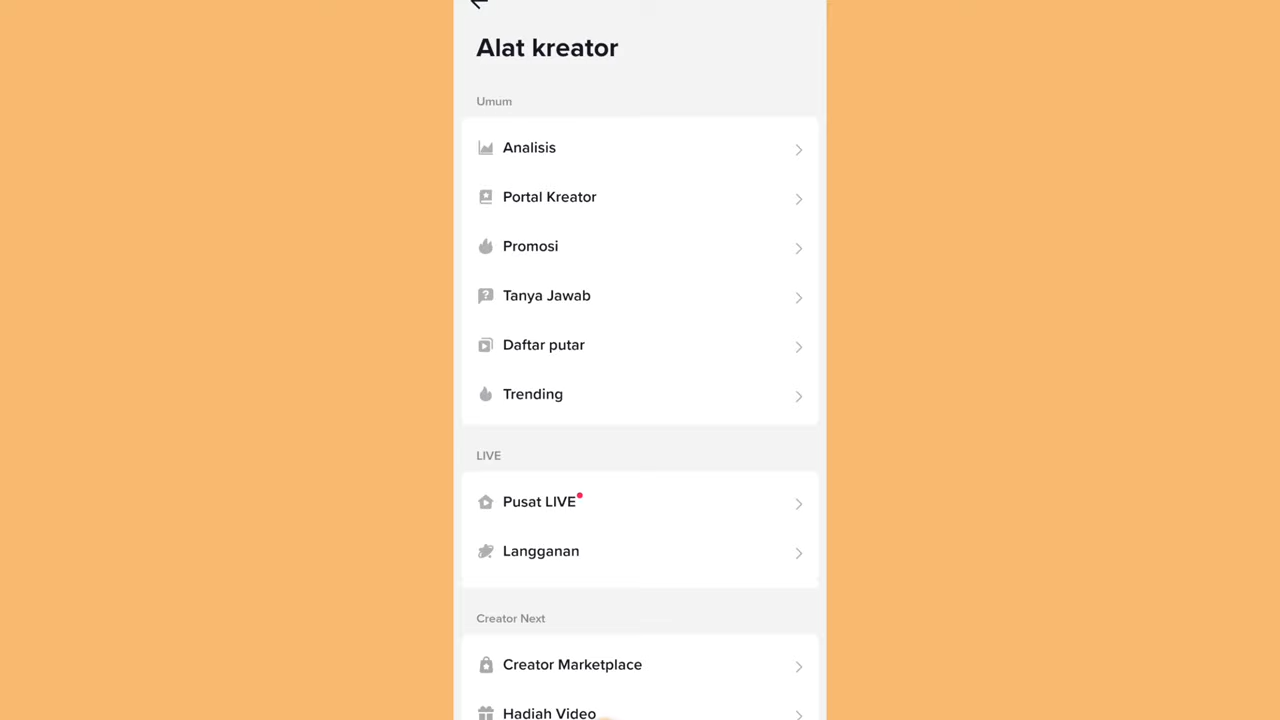 Alat kreator
Umum
Analisis
Portal Kreator
Promosi
Tanya Jawab
Daftar putar
Trending
LIVE
Pusat LIVE
Langganan
Creator Next
Creator Marketplace
Hadiah Video